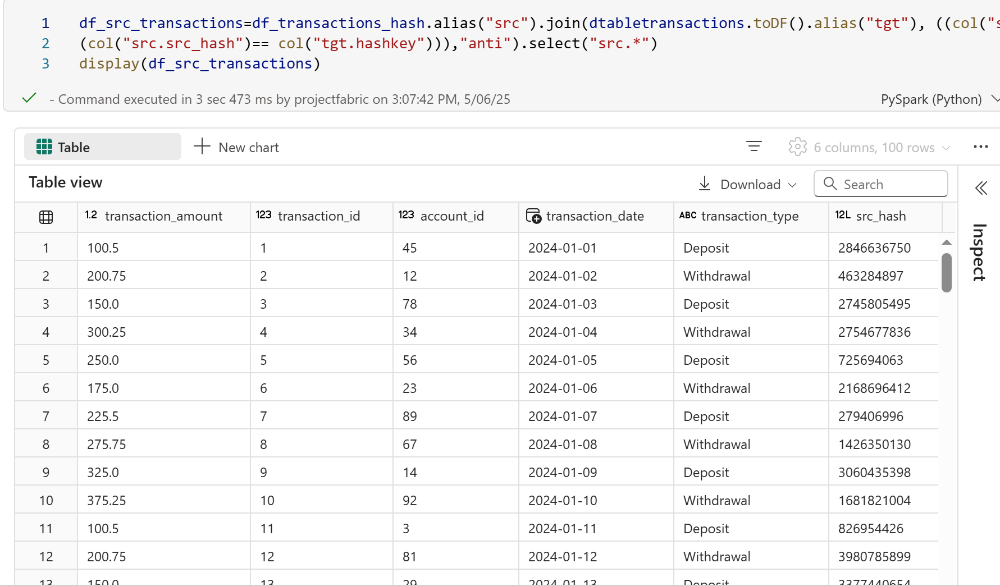 1 df_src_transactions=df_transactions_hash.alias("src").join(dtabletransactions.toDF().alias("tgt"), ((col("s
2 (col("src.src_hash")== col("tgt.hashkey"))),"anti").select("src.*")
3 display(df_src_transactions)
- Command executed in 3 sec 473 ms by projectfabric on 3:07:42 PM, 5/06/25 PySpark (Python)
Table New chart 6 columns, 100 rows
Table view Download Search
Inspect
1.2 transaction_amount 123 transaction_id 123 account_id transaction_date ABC transaction_type 12L src_hash
1 100.5 1 45 2024-01-01 Deposit 2846636750
2 200.75 2 12 2024-01-02 Withdrawal 463284897
3 150.0 3 78 2024-01-03 Deposit 2745805495
4 300.25 4 34 2024-01-04 Withdrawal 2754677836
5 250.0 5 56 2024-01-05 Deposit 725694063
6 175.0 6 23 2024-01-06 Withdrawal 2168696412
7 225.5 7 89 2024-01-07 Deposit 279406996
8 275.75 8 67 2024-01-08 Withdrawal 1426350130
9 325.0 9 14 2024-01-09 Deposit 3060435398
10 375.25 10 92 2024-01-10 Withdrawal 1681821004
11 100.5 11 3 2024-01-11 Deposit 826954426
12 200.75 12 81 2024-01-12 Withdrawal 3980785899
13 150.0 13 29 2024-01-13 Deposit 3377440654